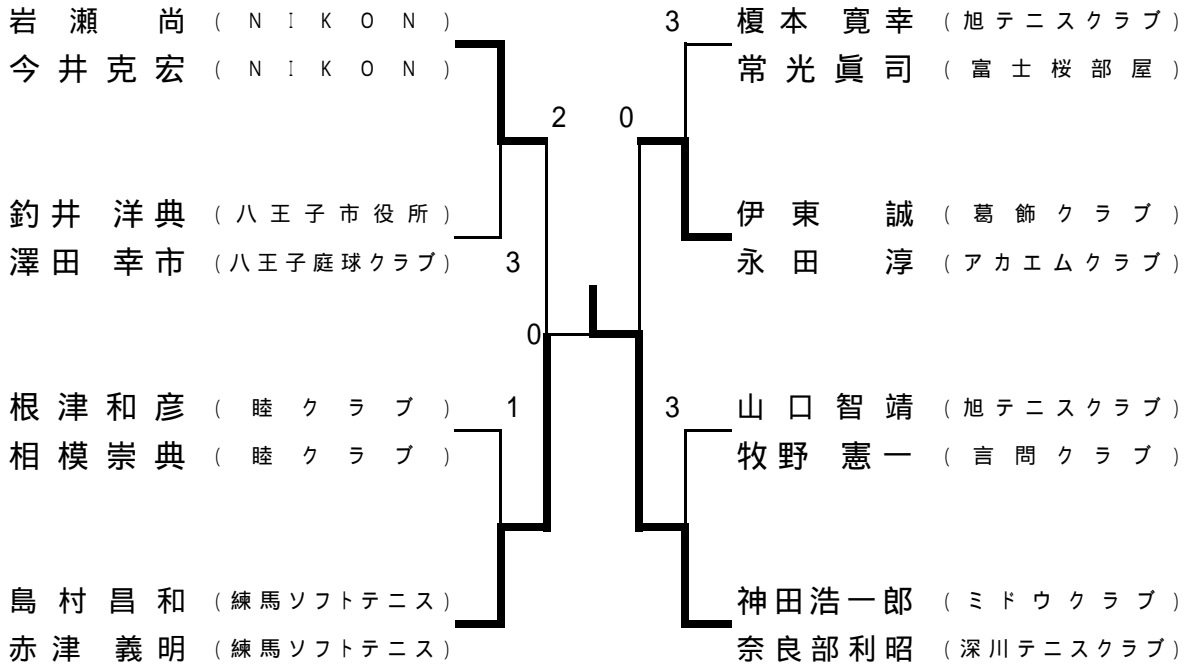 岩瀬 尚 (NIKON)
今井克宏 (NIKON)
2
釣井 洋典 (八王子市役所)
澤田 幸市 (八王子庭球クラブ)
3
0
根津和彦 (睦クラブ)
1
相模崇典 (睦クラブ)
島村昌和 (練馬ソフトテニス)
赤津 義明 (練馬ソフトテニス)
3
榎本 寛幸 (旭テニスクラブ)
常光眞司 (富士桜部屋)
0
伊東 誠 (葛飾クラブ)
永田 淳 (アカエムクラブ)
3
山口智靖 (旭テニスクラブ)
牧野 憲一 (言問クラブ)
神田浩一郎 (ミドウクラブ)
奈良部利昭 (深川テニスクラブ)